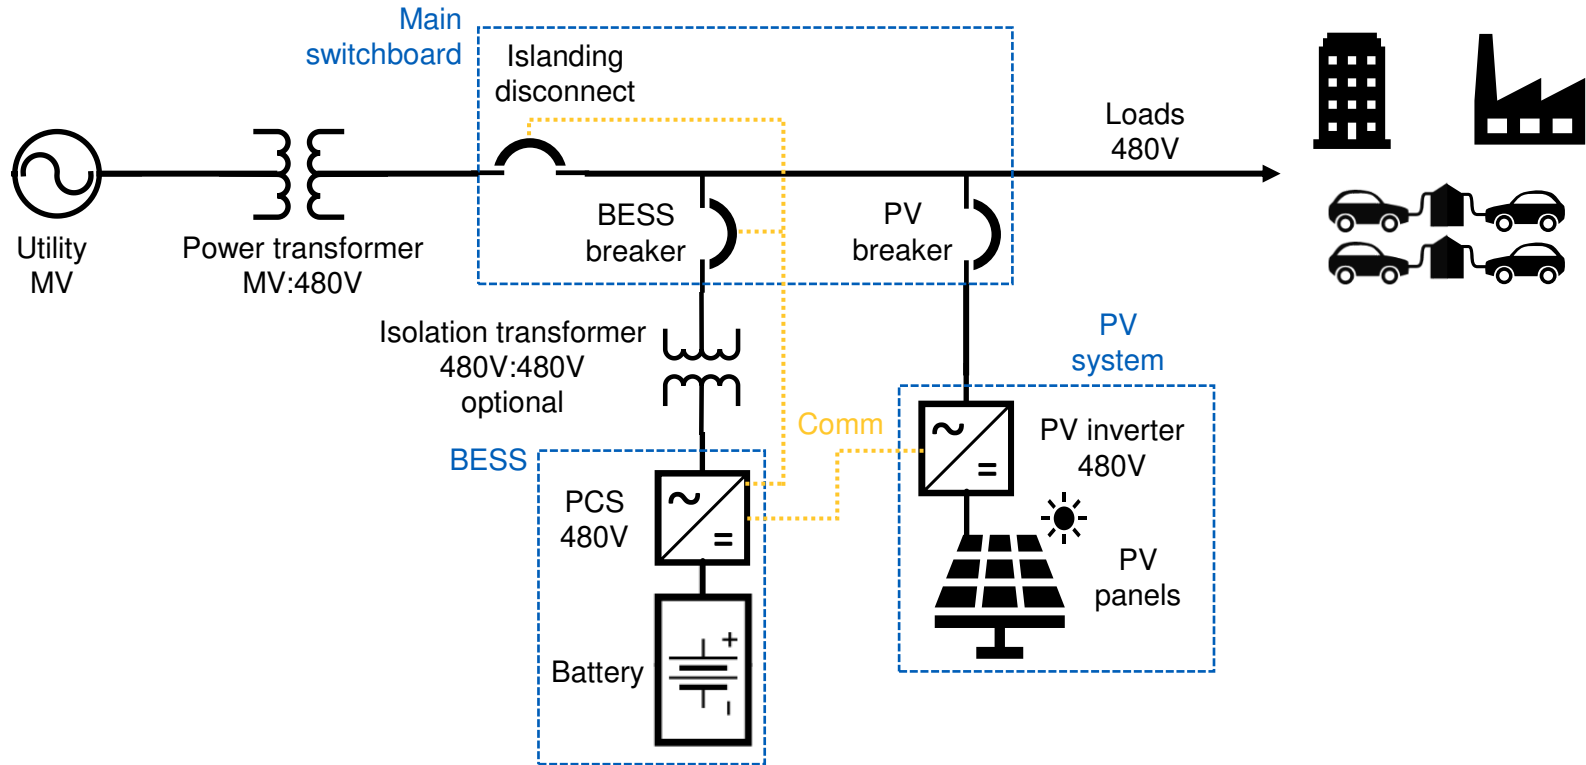 Main
switchboard
Islanding
disconnect
Loads
480V
Utility
MV
Power transformer
MV:480V
BESS
breaker
PV
breaker
Isolation transformer
480V:480V
optional
PV
system
Comm
BESS
PCS
480V
PV inverter
480V
PV
panels
Battery